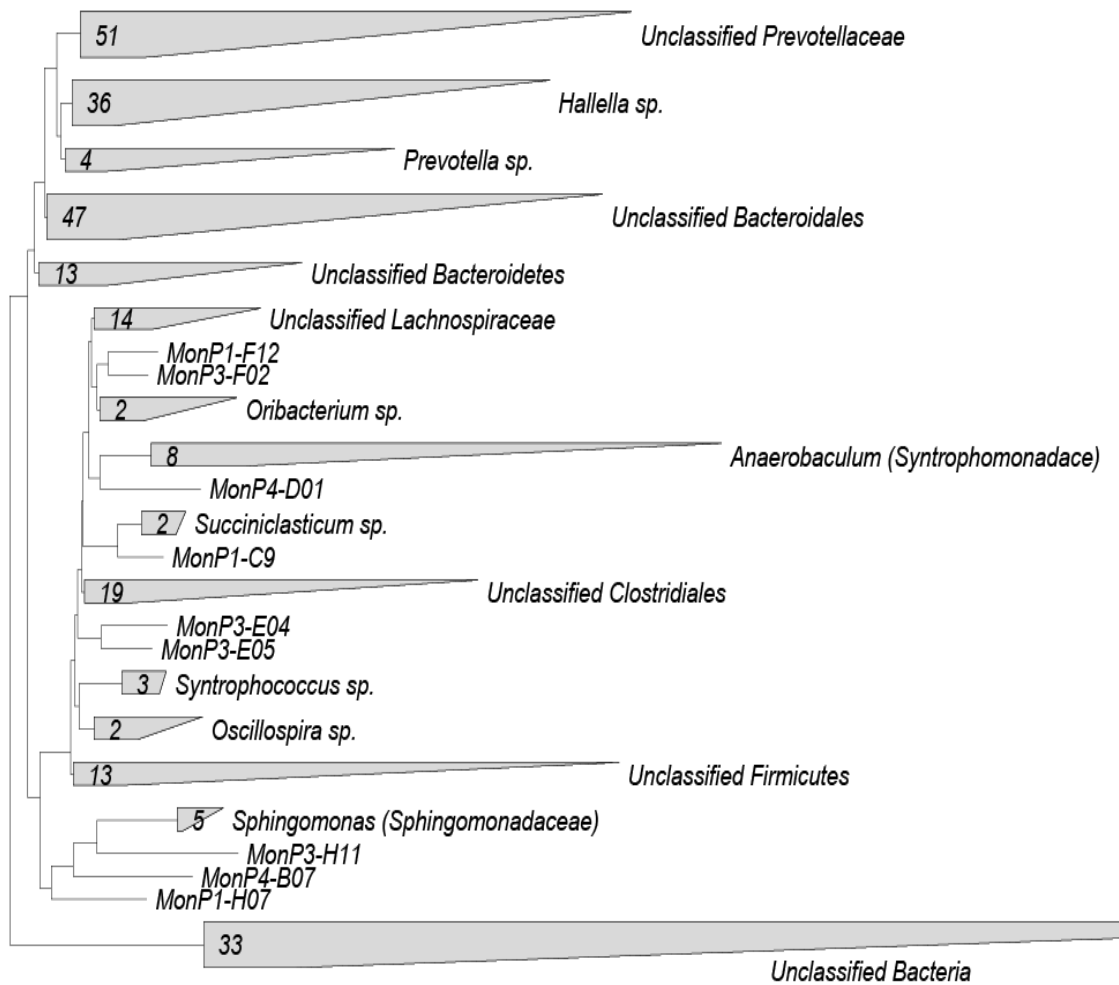 51 Unclassified Prevotellaceae
36 Hallella sp.
4 Prevotella sp.
47 Unclassified Bacteroidales
13 Unclassified Bacteroidetes
14 Unclassified Lachnospiraceae
MonP1-F12
MonP3-F02
2 Oribacterium sp.
8 Anaerobaculum (Syntrophomonadace)
MonP4-D01
2 Succiniclasticum sp.
MonP1-C9
19 Unclassified Clostridiales
MonP3-E04
MonP3-E05
3 Syntrophococcus sp.
2 Oscillospira sp.
13 Unclassified Firmicutes
5 Sphingomonas (Sphingomonadaceae)
MonP3-H11
MonP4-B07
MonP1-H07
33 Unclassified Bacteria